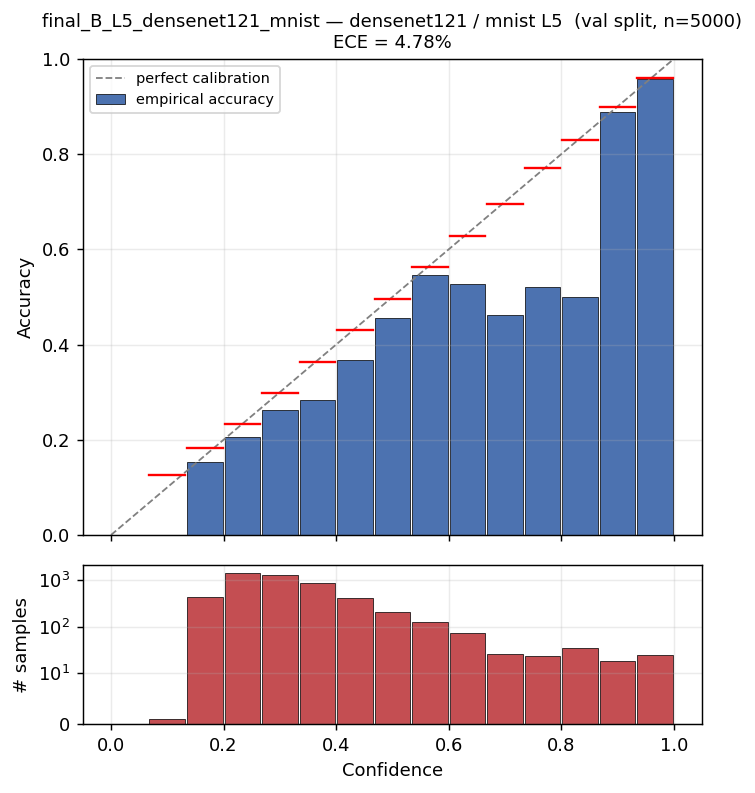 final_B_L5_densenet121_mnist — densenet121 / mnist L5  (val split, n=5000)
ECE = 4.78%
perfect calibration
empirical accuracy
1.0
0.8
0.6
0.4
0.2
0.0
Accuracy
10³
10²
10¹
0
# samples
0.0 0.2 0.4 0.6 0.8 1.0
Confidence